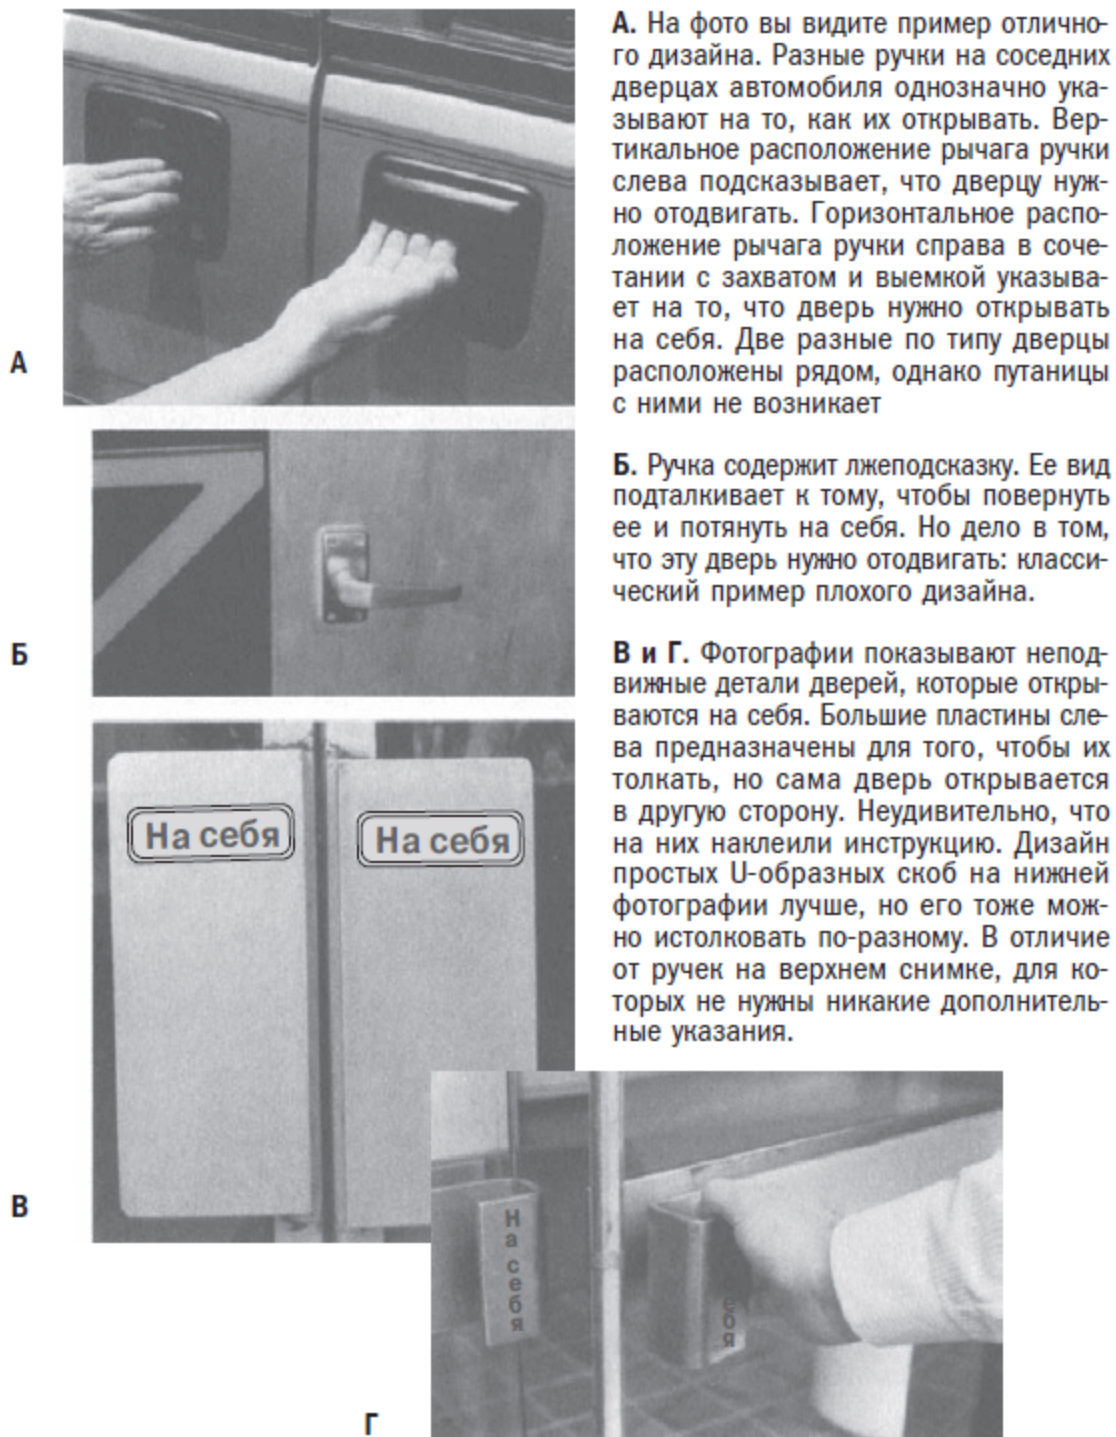 А. На фото вы видите пример отлично-
го дизайна. Разные ручки на соседних
дверцах автомобиля однозначно ука-
зывают на то, как их открывать. Вер-
тикальное расположение рычага ручки
слева подсказывает, что дверцу нуж-
но отодвигать. Горизонтальное распо-
ложение рычага ручки справа в соче-
тании с захватом и выемкой указыва-
ет на то, что дверь нужно открывать
на себя. Две разные по типу дверцы
расположены рядом, однако путаницы
с ними не возникает
А
Б. Ручка содержит лжеподсказку. Ее вид
подталкивает к тому, чтобы повернуть
ее и потянуть на себя. Но дело в том,
что эту дверь нужно отодвигать: класси-
ческий пример плохого дизайна.
Б
В и Г. Фотографии показывают непод-
вижные детали дверей, которые откры-
ваются на себя. Большие пластины сле-
ва предназначены для того, чтобы их
толкать, но сама дверь открывается
в другую сторону. Неудивительно, что
на них наклеили инструкцию. Дизайн
простых U-образных скоб на нижней
фотографии лучше, но его тоже мож-
но истолковать по-разному. В отличие
от ручек на верхнем снимке, для ко-
торых не нужны никакие дополнитель-
ные указания.
На себя
На себя
В
На себя
ебя
Г